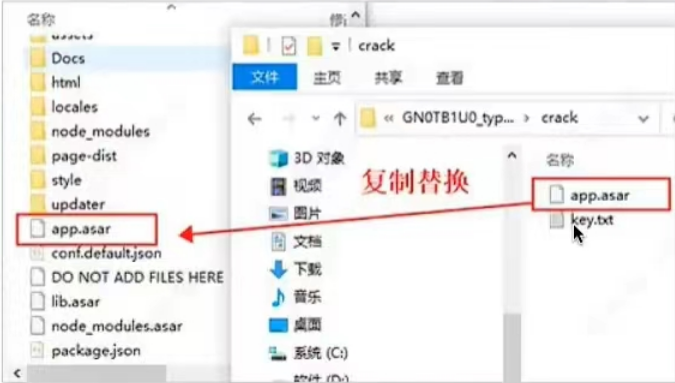 名称
assets
Docs
html
locales
node_modules
page-dist
style
updater
app.asar
conf.default.json
DO NOT ADD FILES HERE
lib.asar
node_modules.asar
package.json
crack
文件 主页 共享 查看
« GN0TB1U0_typ... › crack
3D 对象
视频
图片
文档
下载
音乐
桌面
系统 (C:)
软件 (D:)
复制替换
名称
app.asar
key.txt